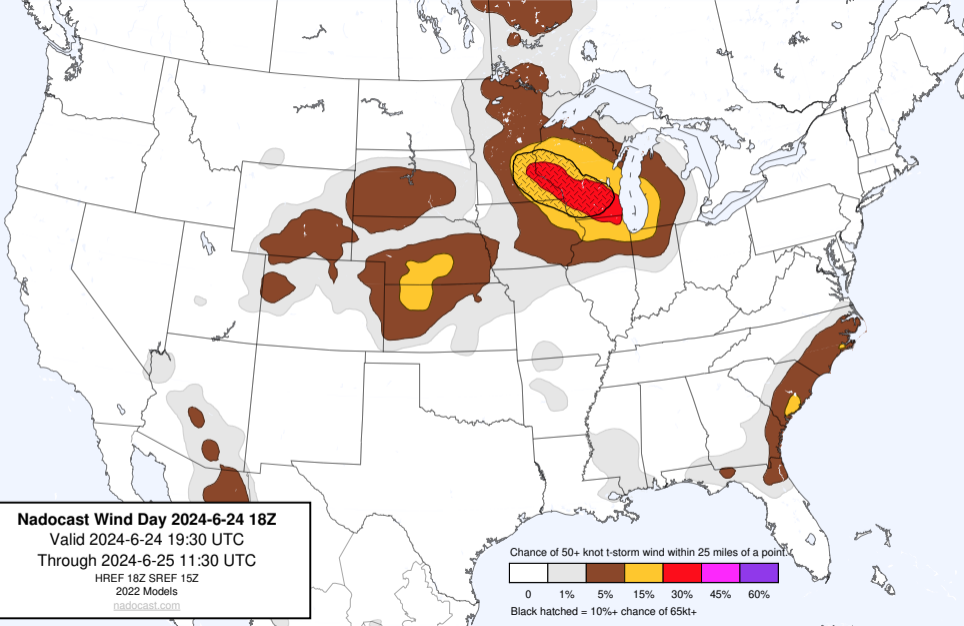 Nadocast Wind Day 2024-6-24 18Z
Valid 2024-6-24 19:30 UTC
Through 2024-6-25 11:30 UTC
HREF 18Z SREF 15Z
2022 Models
nadocast.com
Chance of 50+ knot t-storm wind within 25 miles of a point.
0 1% 5% 15% 30% 45% 60%
Black hatched = 10%+ chance of 65kt+